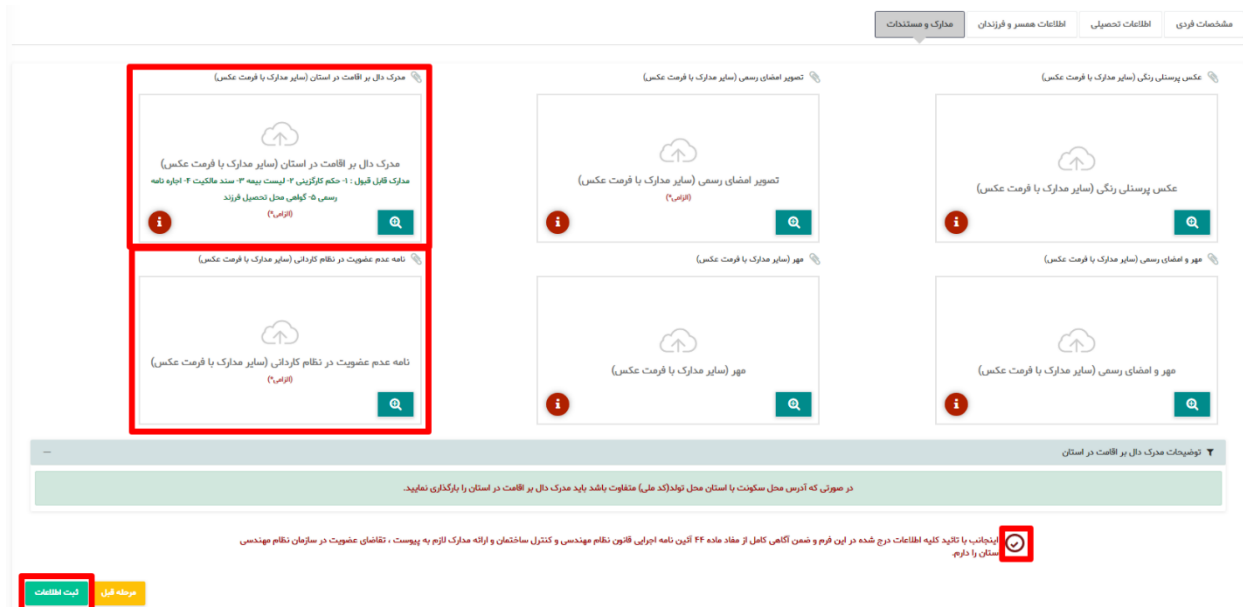 مشخصات فردی
اطلاعات تحصیلی
اطلاعات همسر و فرزندان
مدارک و مستندات
عکس پرسنلی رنگی (سایر مدارک با فرمت عکس)
عکس پرسنلی رنگی (سایر مدارک با فرمت عکس)
تصویر امضای رسمی (سایر مدارک با فرمت عکس)
تصویر امضای رسمی (سایر مدارک با فرمت عکس)
(الزامی*)
مدرک دال بر اقامت در استان (سایر مدارک با فرمت عکس)
مدرک دال بر اقامت در استان (سایر مدارک با فرمت عکس)
مدارک قابل قبول : ۱- حکم کارگزینی ۲- لیست بیمه ۳- سند مالکیت ۴- اجاره نامه
رسمی ۵- گواهی محل تحصیل فرزند
(الزامی*)
مهر و امضای رسمی (سایر مدارک با فرمت عکس)
مهر و امضای رسمی (سایر مدارک با فرمت عکس)
مهر (سایر مدارک با فرمت عکس)
مهر (سایر مدارک با فرمت عکس)
نامه عدم عضویت در نظام کاردانی (سایر مدارک با فرمت عکس)
نامه عدم عضویت در نظام کاردانی (سایر مدارک با فرمت عکس)
(الزامی*)
توضیحات مدرک دال بر اقامت در استان
در صورتی که آدرس محل سکونت با استان محل تولد(کد ملی) متفاوت باشد باید مدرک دال بر اقامت در استان را بارگذاری نمایید.
اینجانب با تائید کلیه اطلاعات درج شده در این فرم و ضمن آگاهی کامل از مفاد ماده ۴۴ آئین نامه اجرایی قانون نظام مهندسی و کنترل ساختمان و ارائه مدارک لازم به پیوست ، تقاضای عضویت در سازمان نظام مهندسی
ستان را دارم.
مرحله قبل
ثبت اطلاعات